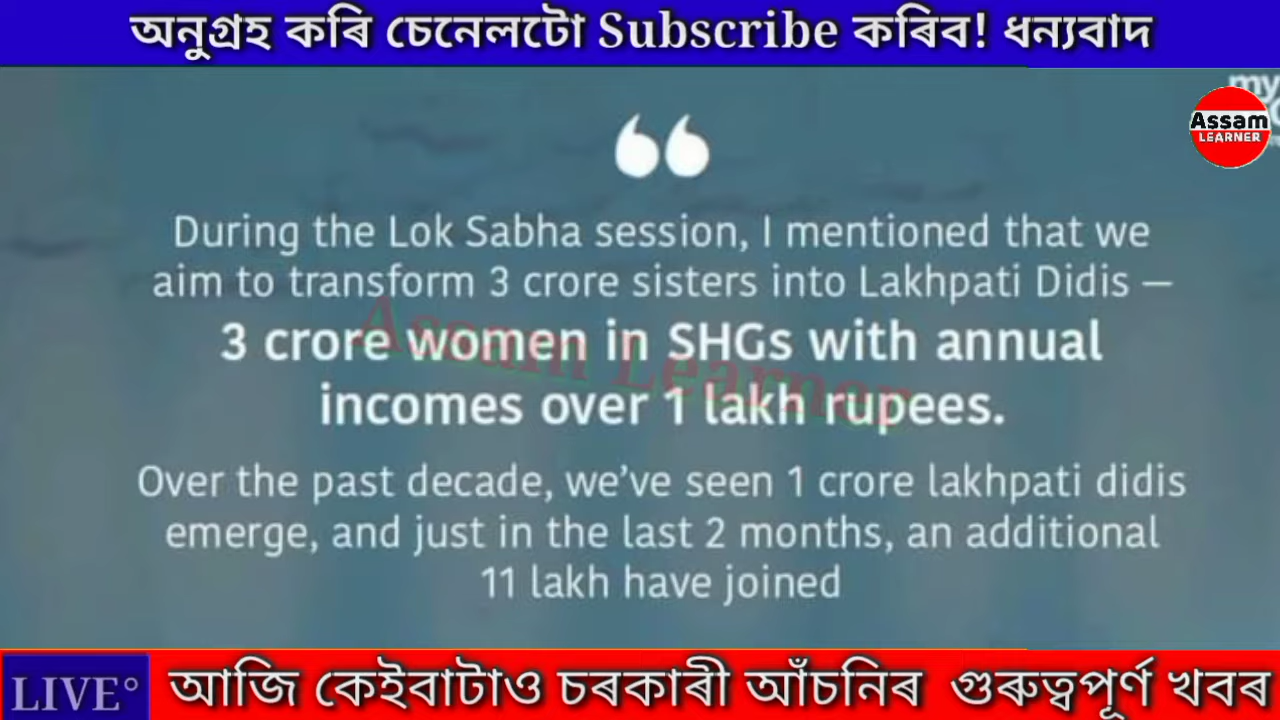 অনুগ্ৰহ কৰি চেনেলটো Subscribe কৰিব! ধন্যবাদ
my
Assam
LEARNER
During the Lok Sabha session, I mentioned that we
aim to transform 3 crore sisters into Lakhpati Didis —
3 crore women in SHGs with annual
incomes over 1 lakh rupees.
Assam Learner
Over the past decade, we've seen 1 crore lakhpati didis
emerge, and just in the last 2 months, an additional
11 lakh have joined
LIVE° আজি কেইবাটাও চৰকাৰী আঁচনিৰ গুৰুত্বপূৰ্ণ খবৰ